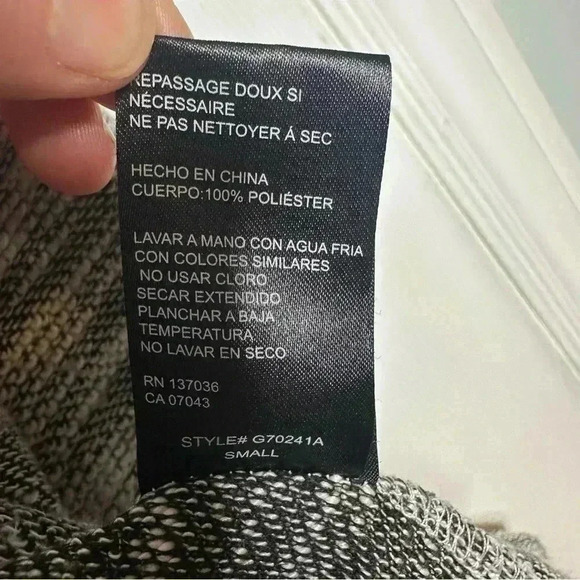 REPASSAGE DOUX SI
NÉCESSAIRE
NE PAS NETTOYER Á SEC
HECHO EN CHINA
CUERPO:100% POLIÉSTER
LAVAR A MANO CON AGUA FRIA
CON COLORES SIMILARES
NO USAR CLORO
SECAR EXTENDIDO
PLANCHAR A BAJA
TEMPERATURA
NO LAVAR EN SECO
RN 137036
CA 07043
STYLE# G70241A
SMALL